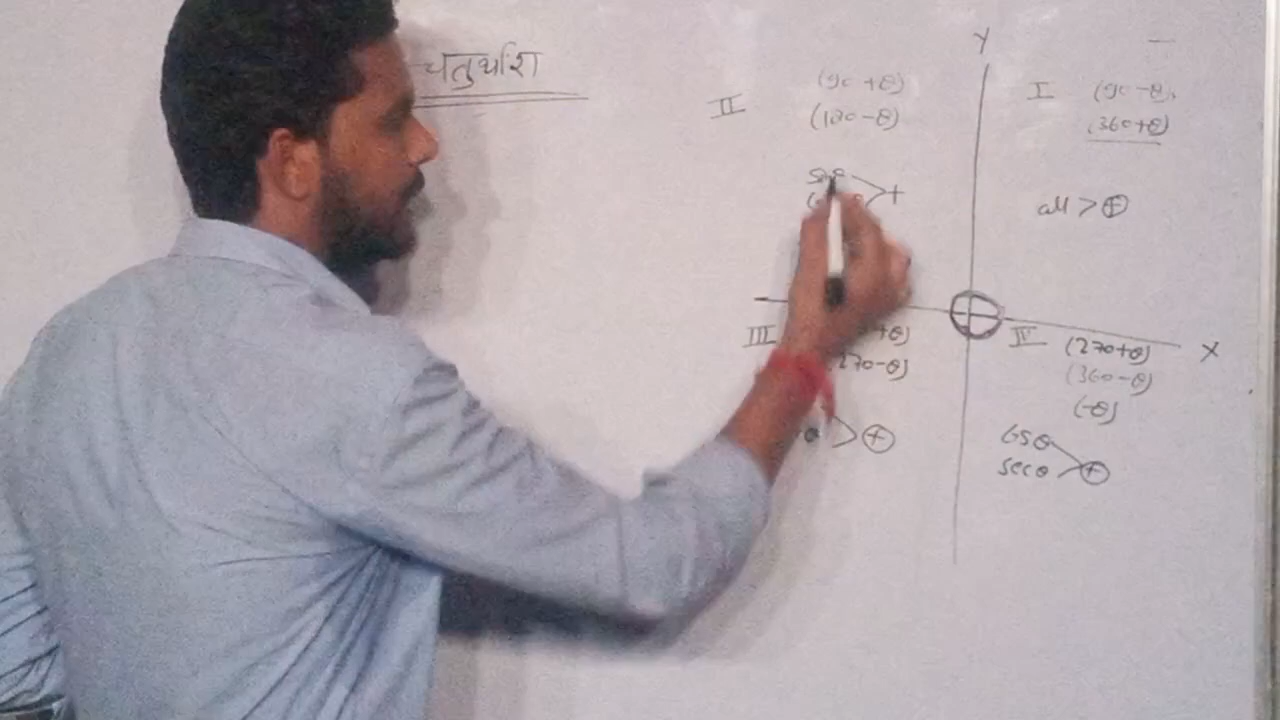 चतुर्थांश
Y
II
(90+θ)
(180-θ)
I
(90-θ)
(360+θ)
+
all > ⊕
III
+θ)
270-θ)
⊕
X
IV
(270+θ)
(360-θ)
(-θ)
Cosθ
secθ
⊕